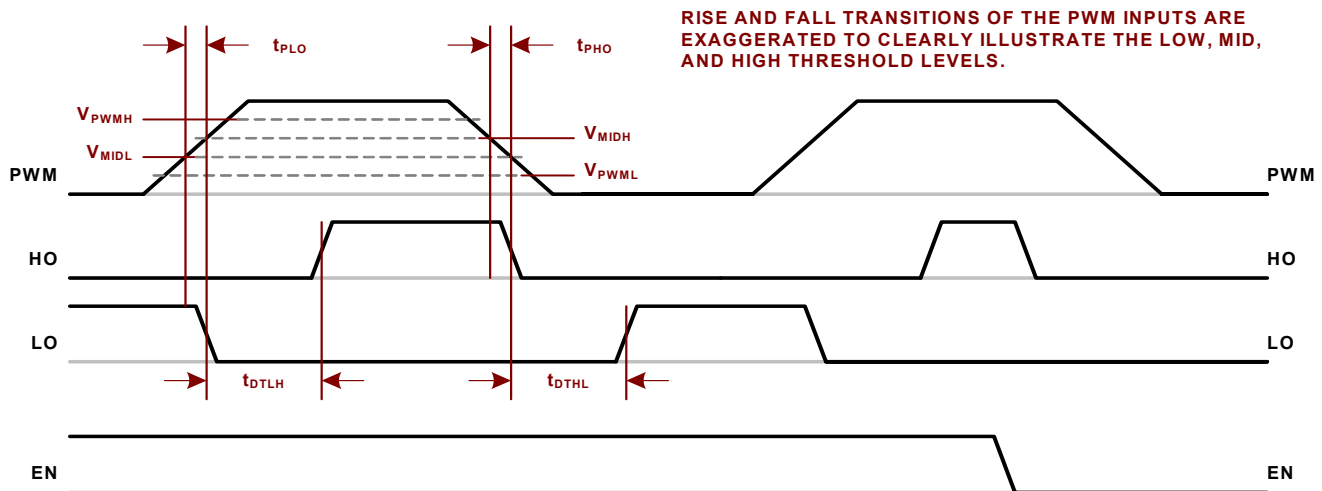 RISE AND FALL TRANSITIONS OF THE PWM INPUTS ARE
EXAGGERATED TO CLEARLY ILLUSTRATE THE LOW, MID,
AND HIGH THRESHOLD LEVELS.
tPLO
tPHO
VPWMH
VMIDH
VMIDL
VPWML
PWM
PWM
HO
HO
LO
LO
tDTLH
tDTHL
EN
EN